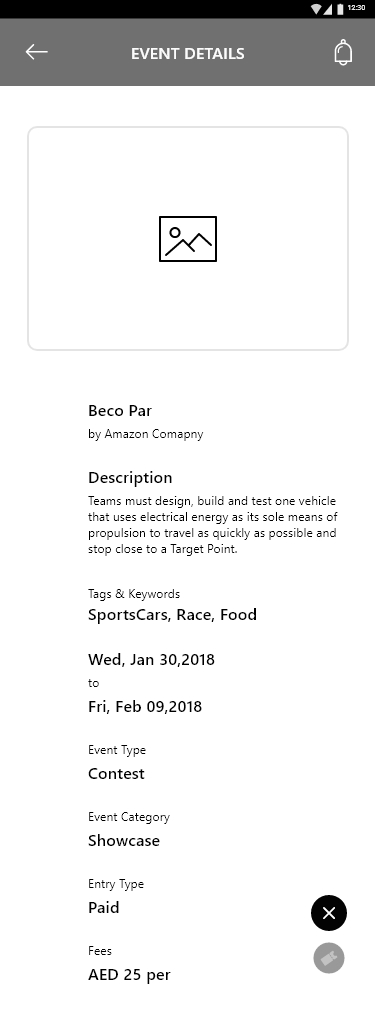 12:30
EVENT DETAILS
Beco Par
by Amazon Comapny
Description
Teams must design, build and test one vehicle
that uses electrical energy as its sole means of
propulsion to travel as quickly as possible and
stop close to a Target Point.
Tags & Keywords
SportsCars, Race, Food
Wed, Jan 30,2018
to
Fri, Feb 09,2018
Event Type
Contest
Event Category
Showcase
Entry Type
Paid
Fees
AED 25 per